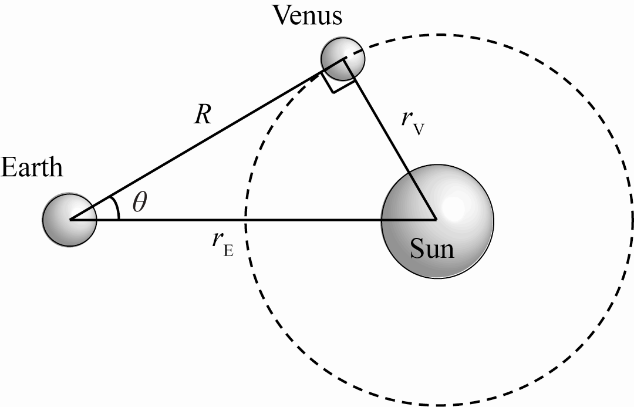 Venus
R
r_V
Earth
θ
r_E
Sun